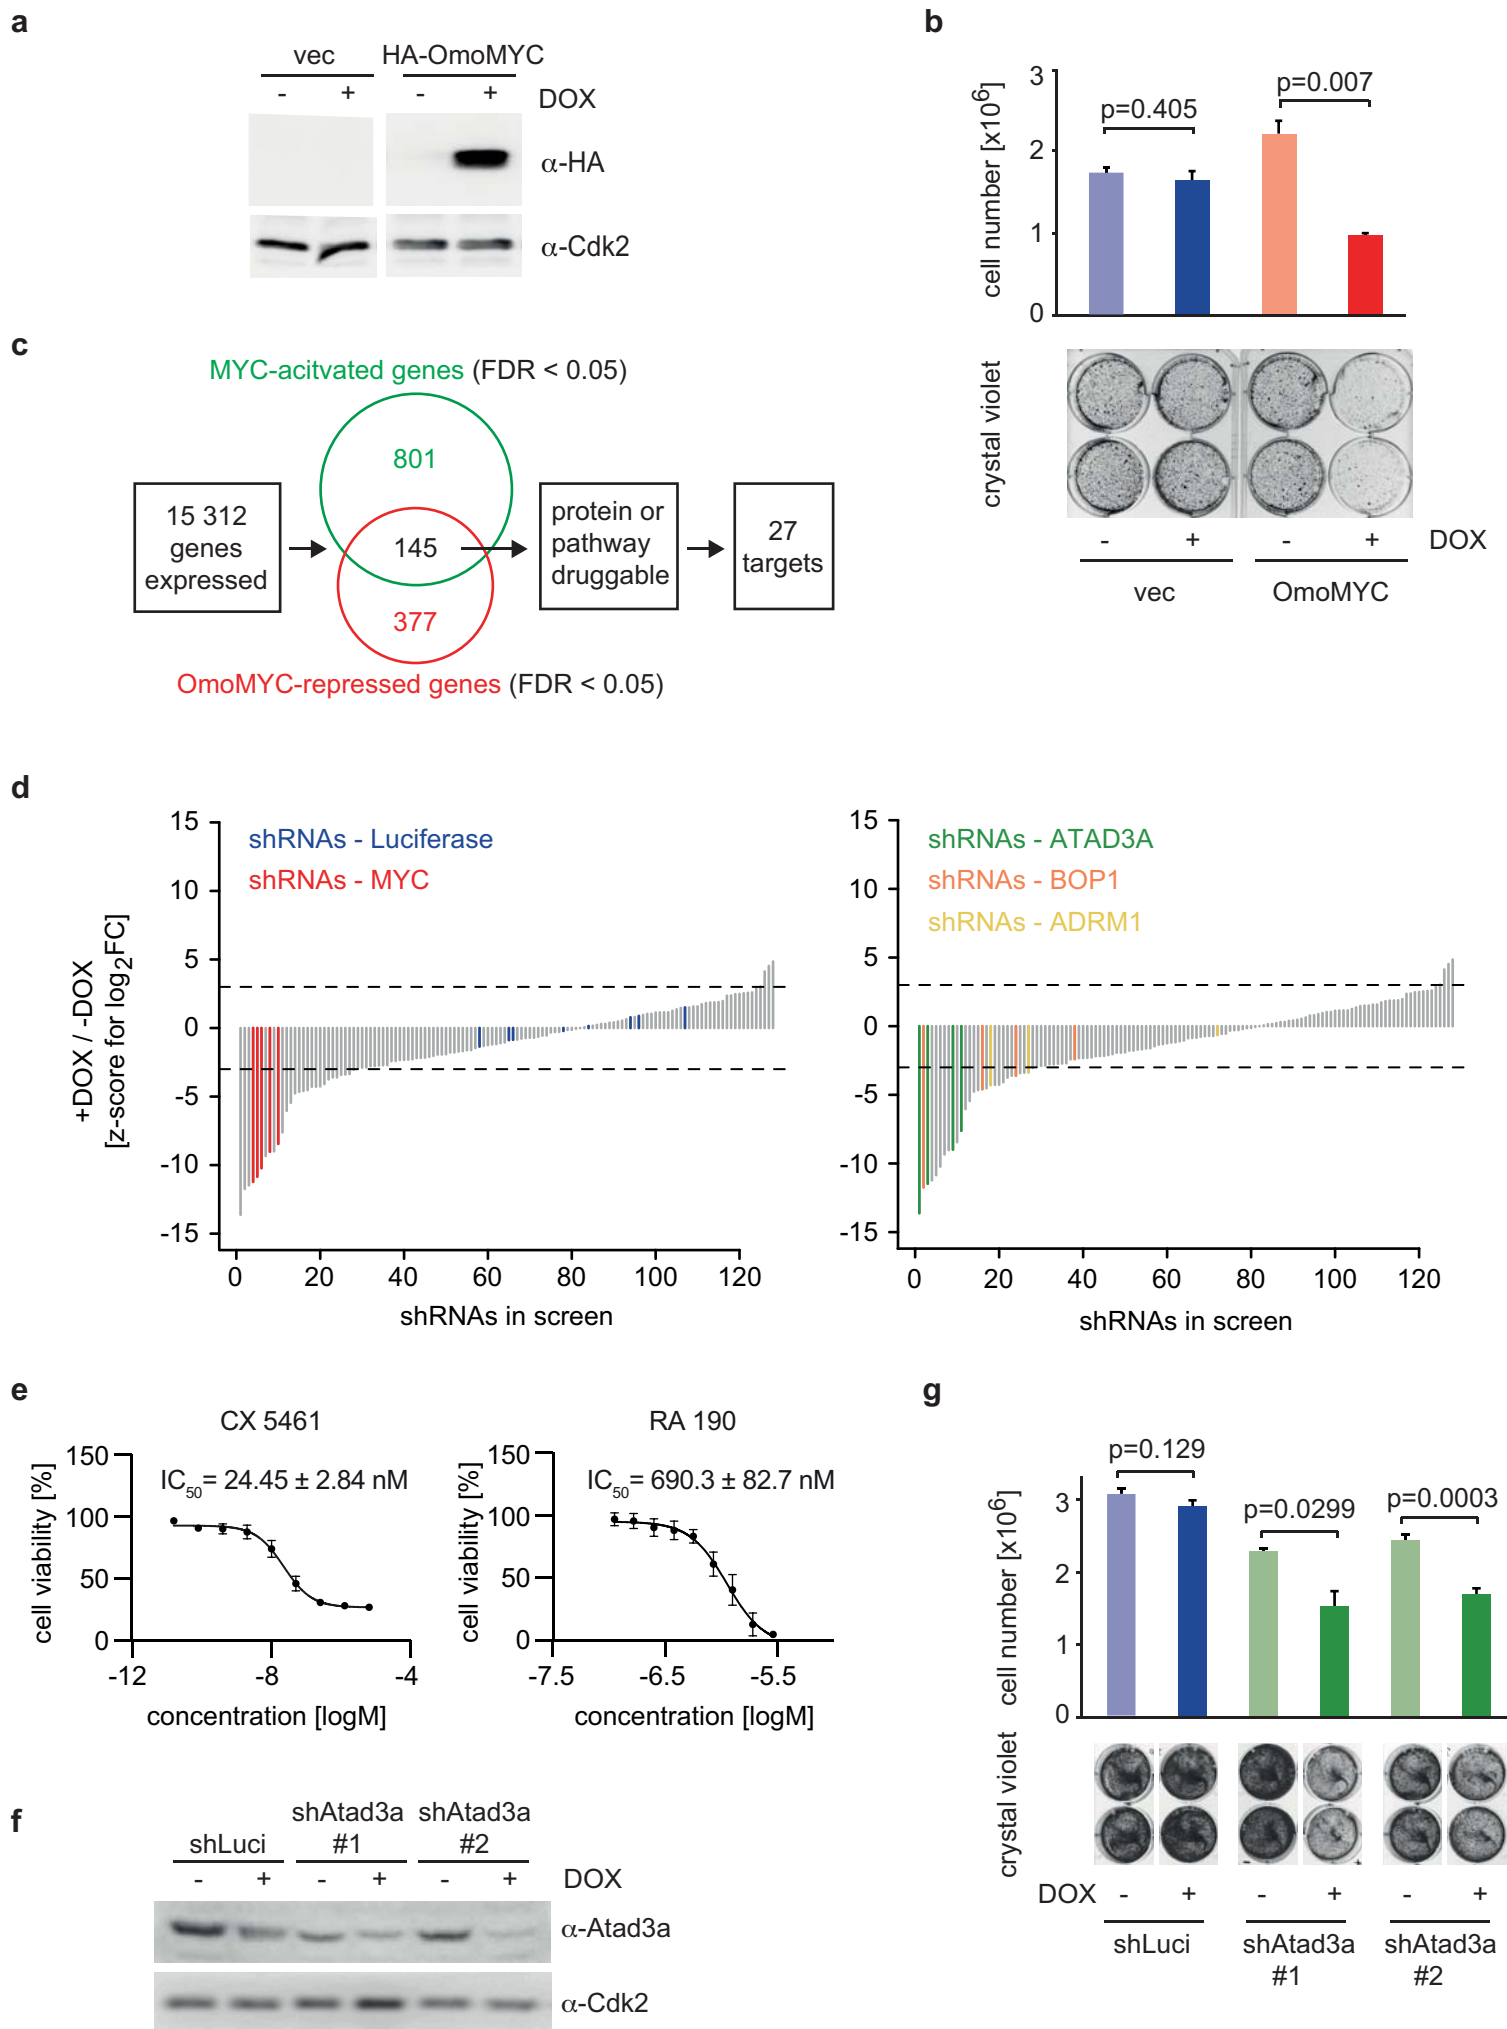 a
vec HA-OmoMYC
- + - + DOX
α-HA
α-Cdk2
b
cell number [x10⁶]
3
2
1
0
p=0.405
p=0.007
crystal violet
- + - + DOX
vec OmoMYC
c
MYC-acitvated genes (FDR < 0.05)
801
15 312
genes
expressed
145
protein or
pathway
druggable
27
targets
377
OmoMYC-repressed genes (FDR < 0.05)
d
+DOX / -DOX
[z-score for log₂FC]
15
10
5
0
-5
-10
-15
shRNAs - Luciferase
shRNAs - MYC
0 20 40 60 80 100 120
shRNAs in screen
15
10
5
0
-5
-10
-15
shRNAs - ATAD3A
shRNAs - BOP1
shRNAs - ADRM1
0 20 40 60 80 100 120
shRNAs in screen
e
CX 5461
cell viability [%]
150
100
50
0
IC₅₀= 24.45 ± 2.84 nM
-12 -8 -4
concentration [logM]
RA 190
cell viability [%]
150
100
50
0
IC₅₀= 690.3 ± 82.7 nM
-7.5 -6.5 -5.5
concentration [logM]
f
shLuci
shAtad3a
#1
shAtad3a
#2
- + - + - + DOX
α-Atad3a
α-Cdk2
g
cell number [x10⁶]
3
2
1
0
p=0.129
p=0.0299
p=0.0003
crystal violet
DOX - + - + - +
shLuci
shAtad3a
#1
shAtad3a
#2